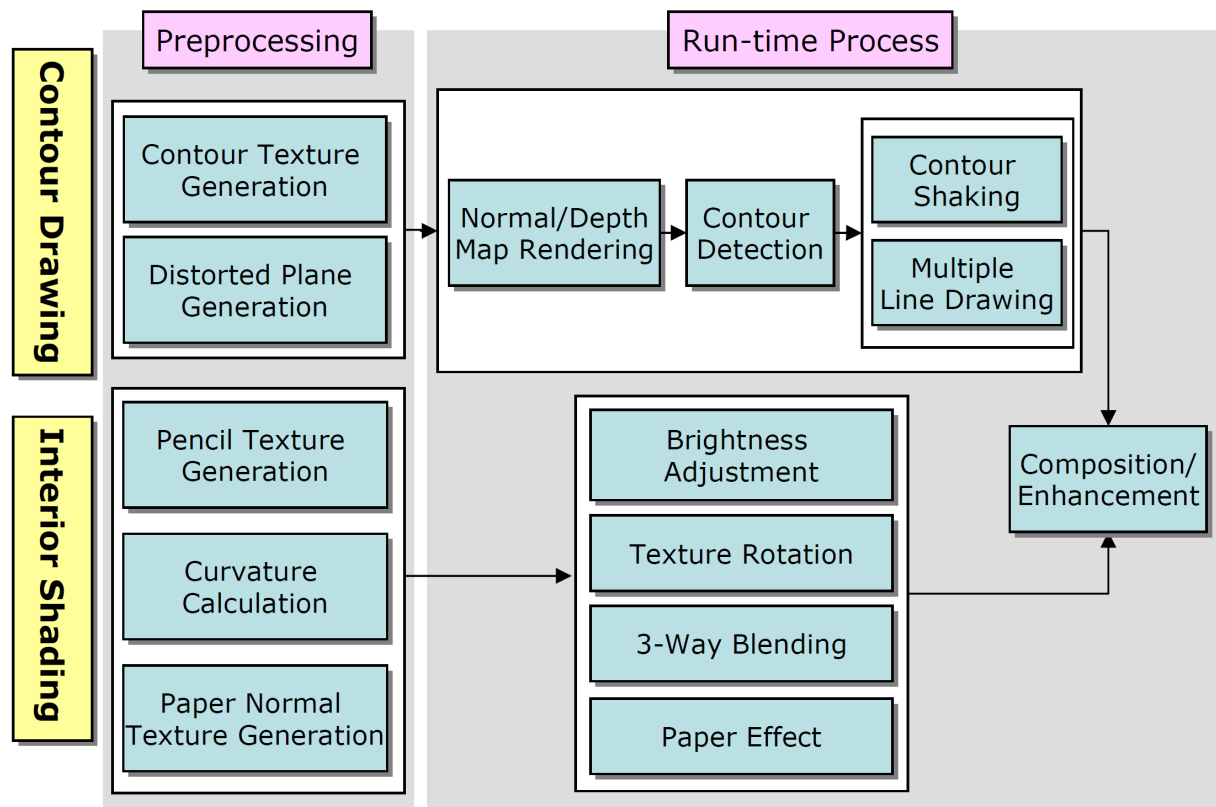 Preprocessing
Run-time Process
Contour Drawing
Contour Texture
Generation
Distorted Plane
Generation
Normal/Depth
Map Rendering
Contour
Detection
Contour
Shaking
Multiple
Line Drawing
Interior Shading
Pencil Texture
Generation
Curvature
Calculation
Paper Normal
Texture Generation
Brightness
Adjustment
Texture Rotation
3-Way Blending
Paper Effect
Composition/
Enhancement